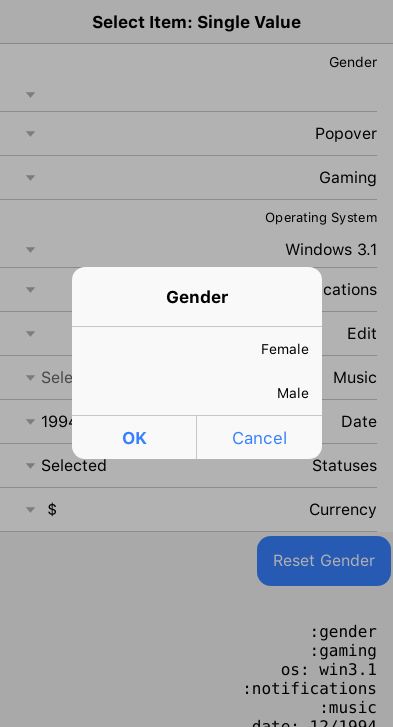 Select Item: Single Value
Gender
Popover
Gaming
Operating System
Windows 3.1
cations
Edit
Sele Music
1994 Date
Selected Statuses
$ Currency
Gender
Female
Male
OK Cancel
Reset Gender
:gender
:gaming
os: win3.1
:notifications
:music
date: 12/1994